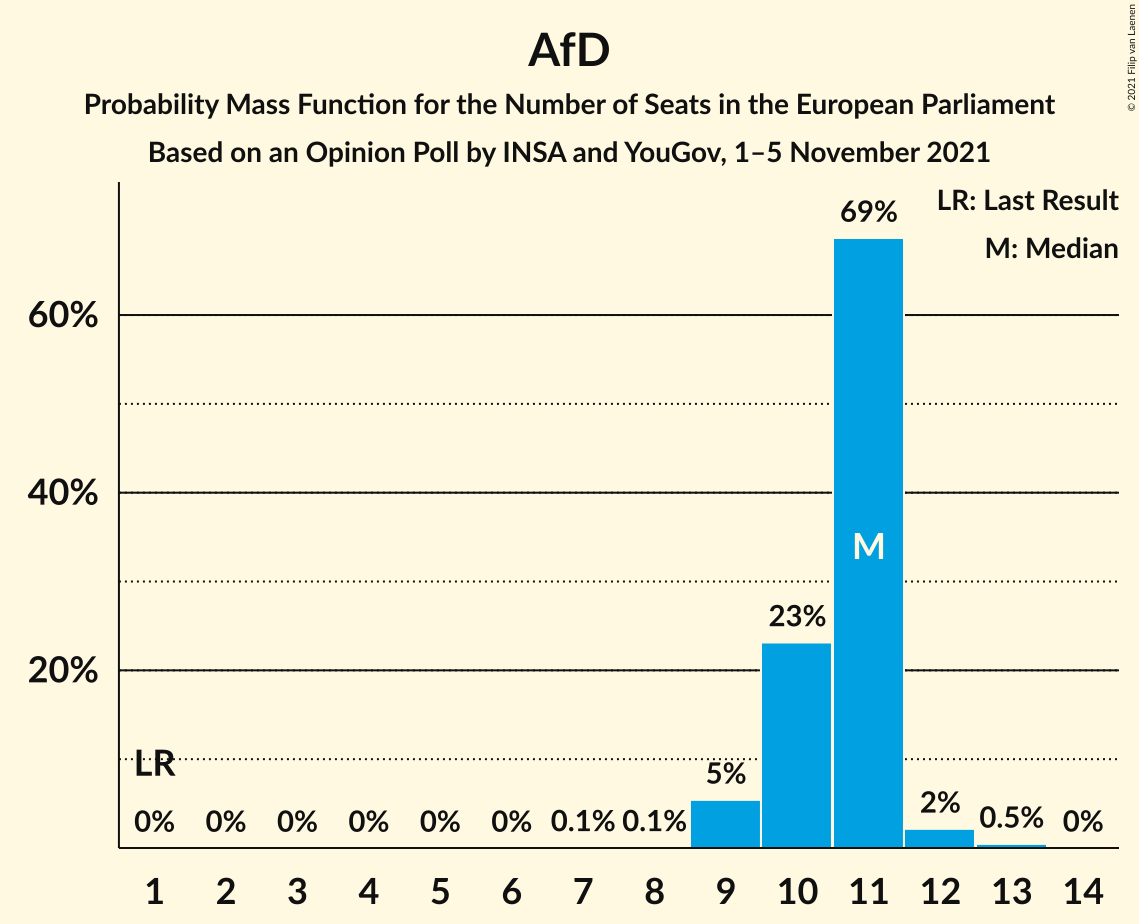 AfD
Probability Mass Function for the Number of Seats in the European Parliament
Based on an Opinion Poll by INSA and YouGov, 1–5 November 2021
© 2021 Filip van Laenen
LR: Last Result
M: Median
69%
60%
40%
M
23%
20%
LR
5%
2%
0% 0% 0% 0% 0% 0% 0.1% 0.1% 0.5% 0%
1 2 3 4 5 6 7 8 9 10 11 12 13 14